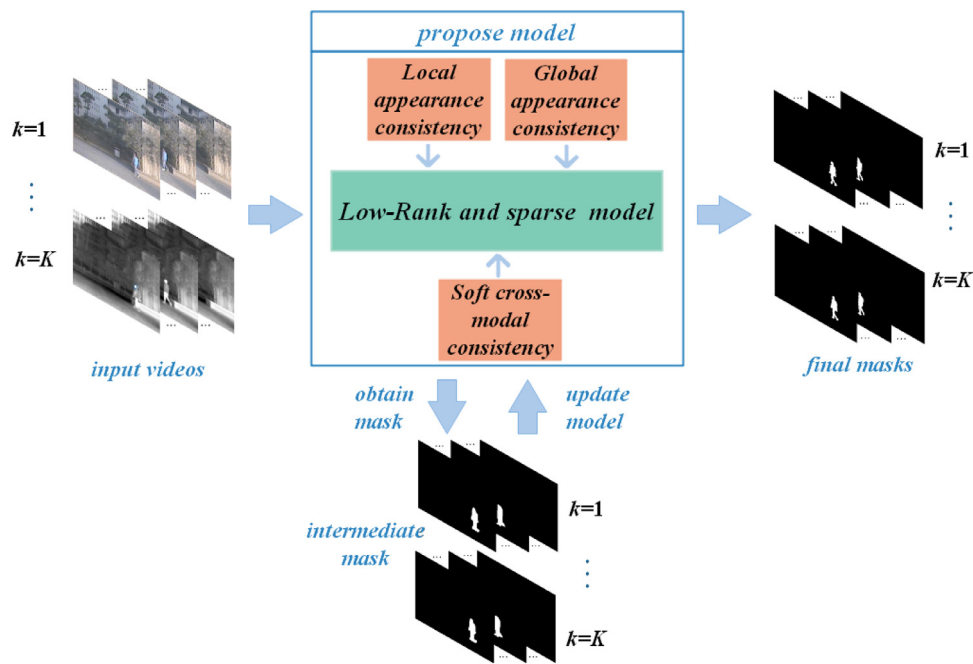 propose model
Local
appearance
consistency
Global
appearance
consistency
Low-Rank and sparse model
Soft cross-
modal
consistency
...
...
k=1
...
...
...
...
k=K
...
...
input videos
...
...
k=1
...
...
...
...
...
k=K
...
...
final masks
obtain
mask
update
model
...
...
k=1
intermediate
mask
...
...
...
...
...
k=K
...
...